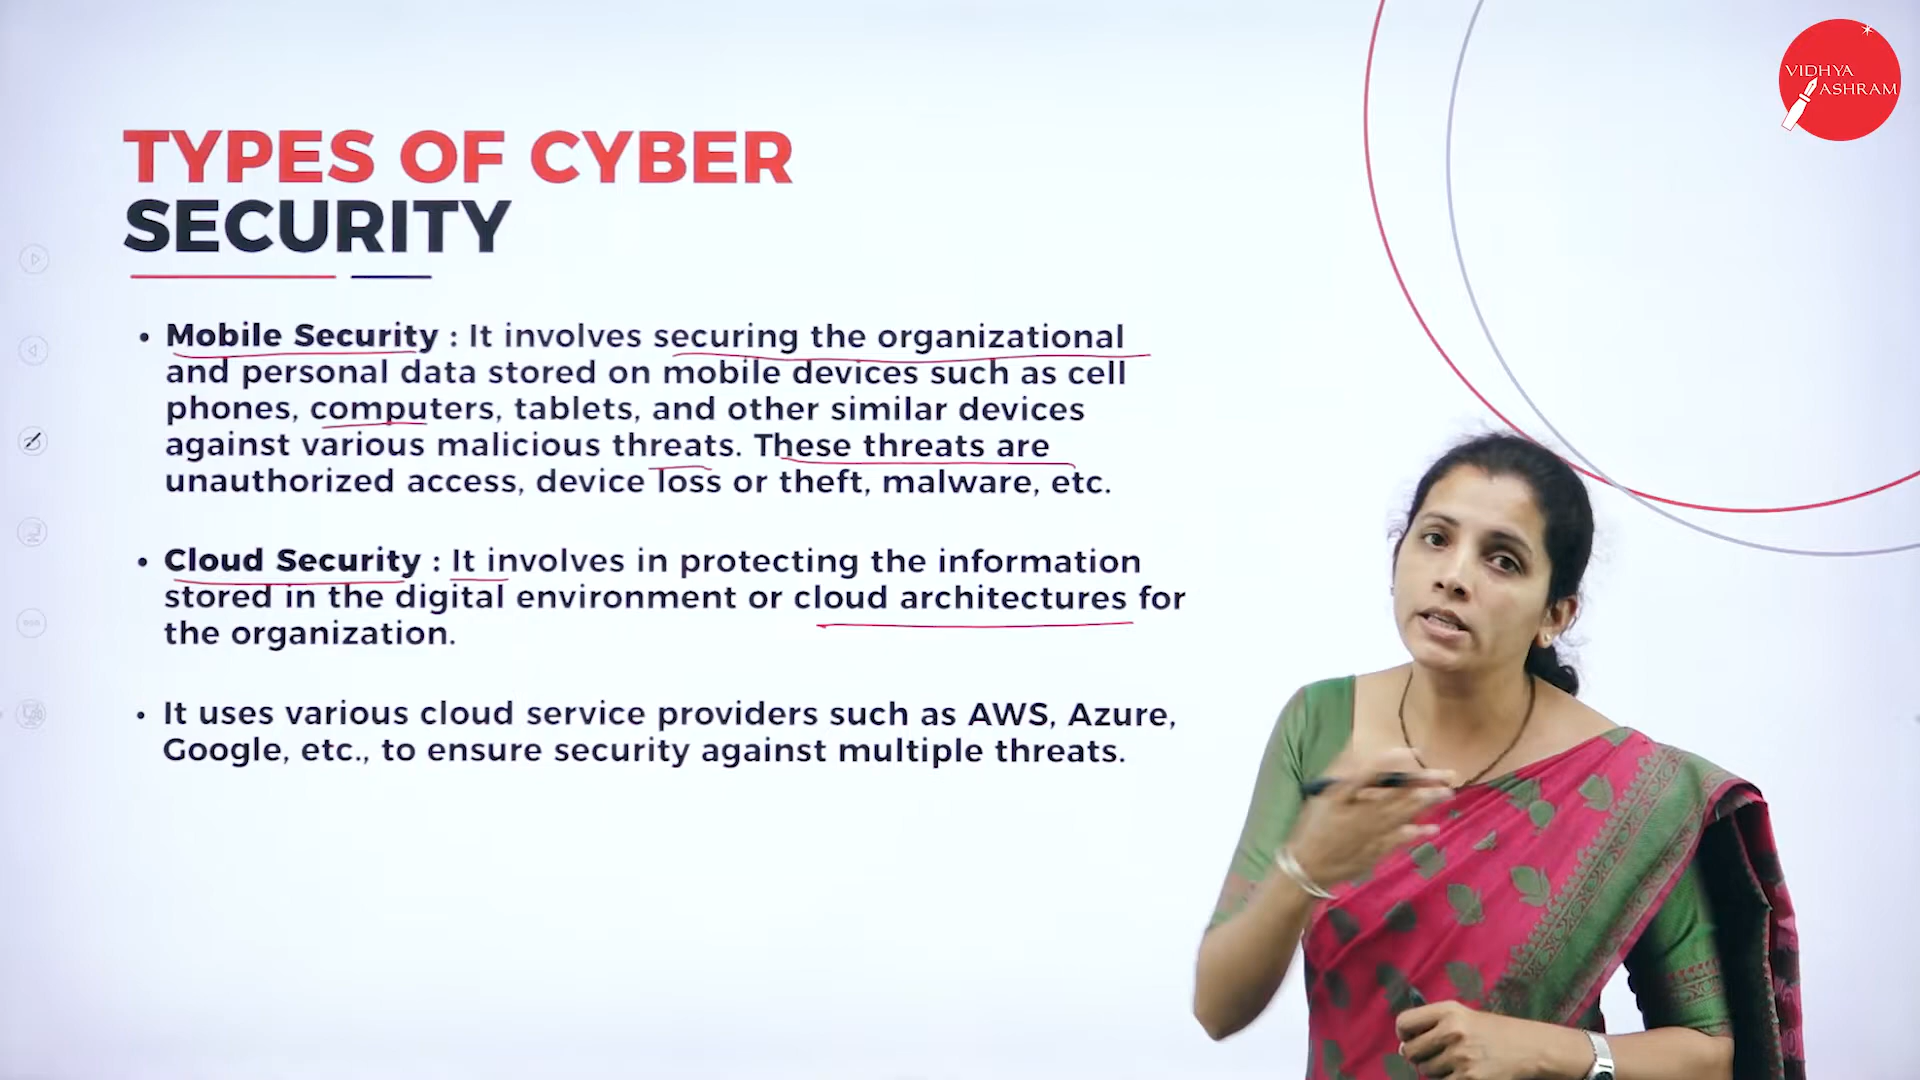 VIDHYA
ASHRAM
TYPES OF CYBER
SECURITY
• Mobile Security : It involves securing the organizational
and personal data stored on mobile devices such as cell
phones, computers, tablets, and other similar devices
against various malicious threats. These threats are
unauthorized access, device loss or theft, malware, etc.
• Cloud Security : It involves in protecting the information
stored in the digital environment or cloud architectures for
the organization.
• It uses various cloud service providers such as AWS, Azure,
Google, etc., to ensure security against multiple threats.